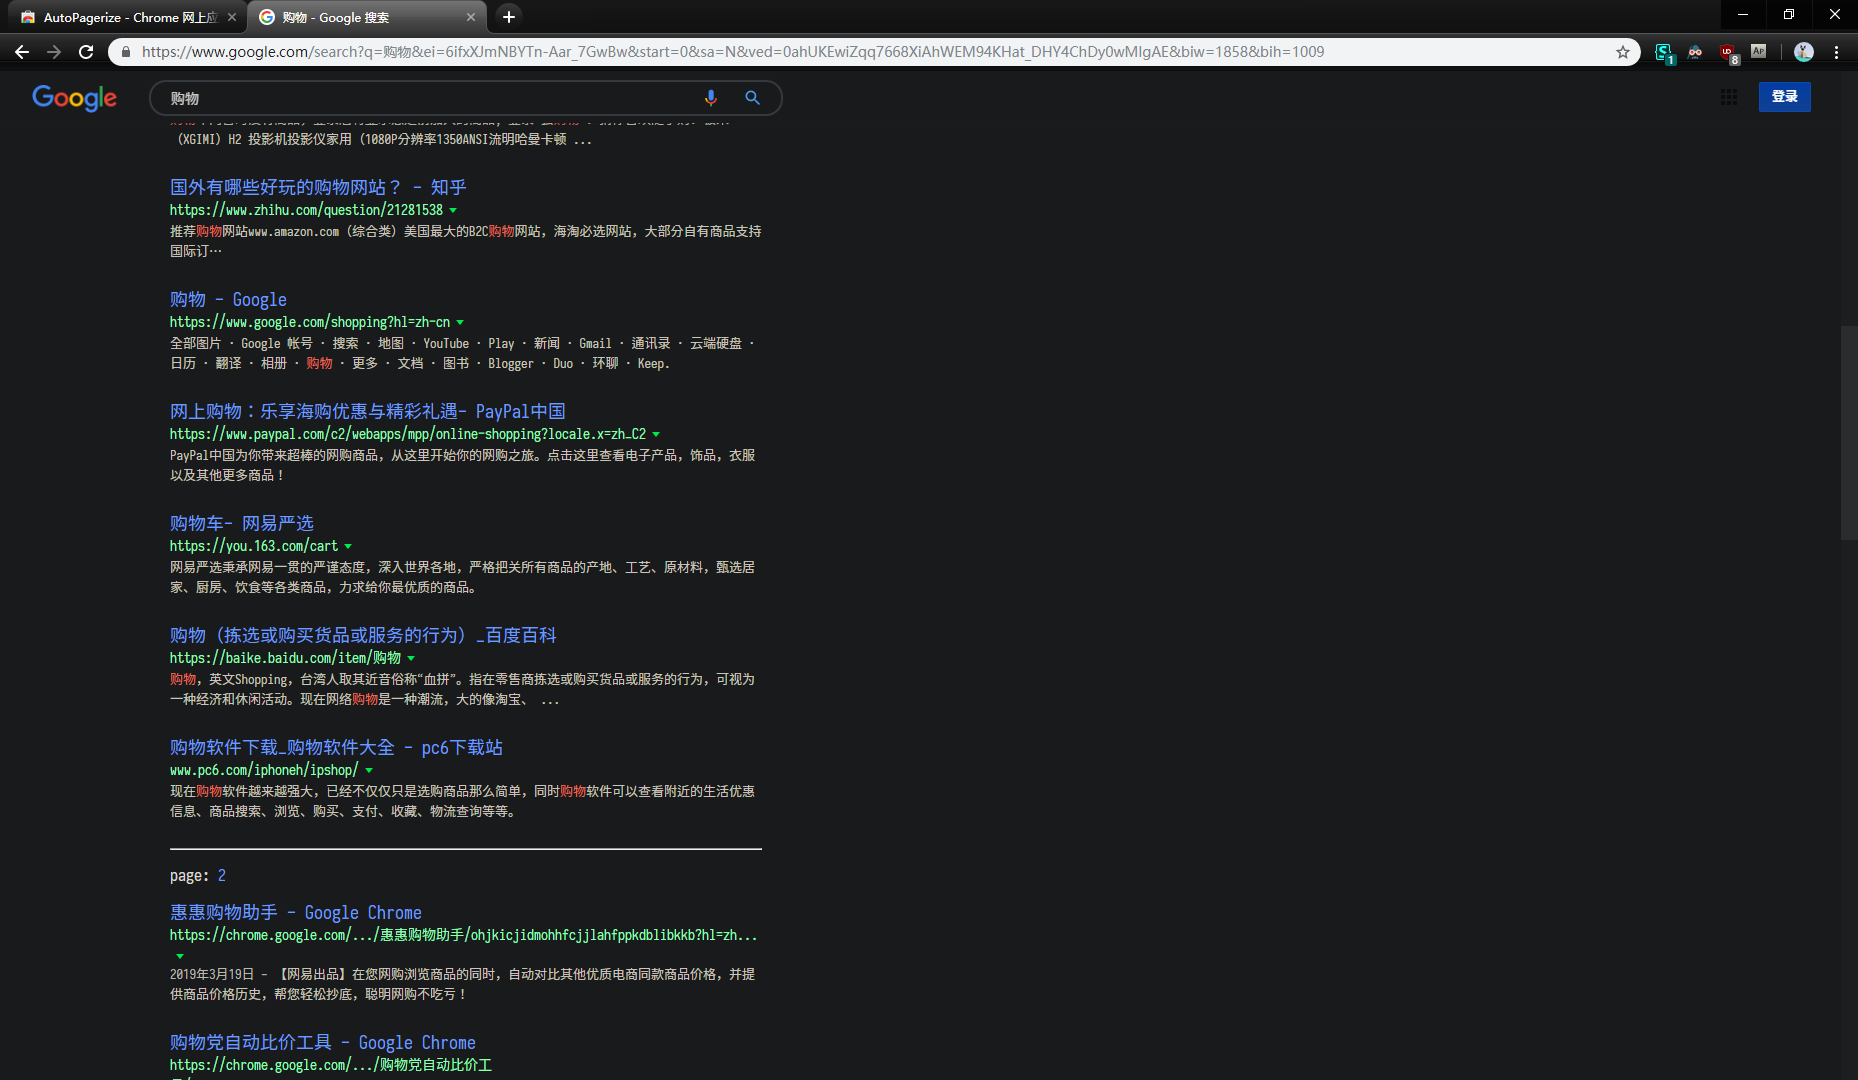 AutoPagerize - Chrome 网上应
购物 - Google 搜索
https://www.google.com/search?q=购物&ei=6ifxXJmNBYTn-Aar_7GwBw&start=0&sa=N&ved=0ahUKEwiZqq7668XiAhWEM94KHat_DHY4ChDy0wMIgAE&biw=1858&bih=1009
1
8
AP
Google
购物
登录
（XGIMI）H2 投影机投影仪家用（1080P分辨率1350ANSI流明哈曼卡顿 ...
国外有哪些好玩的购物网站？ - 知乎
https://www.zhihu.com/question/21281538
推荐购物网站www.amazon.com（综合类）美国最大的B2C购物网站，海淘必选网站，大部分自有商品支持
国际订…
购物 - Google
https://www.google.com/shopping?hl=zh-cn
全部图片 · Google 帐号 · 搜索 · 地图 · YouTube · Play · 新闻 · Gmail · 通讯录 · 云端硬盘 ·
日历 · 翻译 · 相册 · 购物 · 更多 · 文档 · 图书 · Blogger · Duo · 环聊 · Keep.
网上购物：乐享海购优惠与精彩礼遇- PayPal中国
https://www.paypal.com/c2/webapps/mpp/online-shopping?locale.x=zh_C2
PayPal中国为你带来超棒的网购商品，从这里开始你的网购之旅。点击这里查看电子产品，饰品，衣服
以及其他更多商品！
购物车- 网易严选
https://you.163.com/cart
网易严选秉承网易一贯的严谨态度，深入世界各地，严格把关所有商品的产地、工艺、原材料，甄选居
家、厨房、饮食等各类商品，力求给你最优质的商品。
购物（拣选或购买货品或服务的行为）_百度百科
https://baike.baidu.com/item/购物
购物，英文Shopping，台湾人取其近音俗称“血拼”。指在零售商拣选或购买货品或服务的行为，可视为
一种经济和休闲活动。现在网络购物是一种潮流，大的像淘宝、 ...
购物软件下载_购物软件大全 - pc6下载站
www.pc6.com/iphoneh/ipshop/
现在购物软件越来越强大，已经不仅仅只是选购商品那么简单，同时购物软件可以查看附近的生活优惠
信息、商品搜索、浏览、购买、支付、收藏、物流查询等等。
page: 2
惠惠购物助手 - Google Chrome
https://chrome.google.com/.../惠惠购物助手/ohjkicjidmohhfcjjlahfppkdblibkkb?hl=zh...
2019年3月19日 - 【网易出品】在您网购浏览商品的同时，自动对比其他优质电商同款商品价格，并提
供商品价格历史，帮您轻松抄底，聪明网购不吃亏！
购物党自动比价工具 - Google Chrome
https://chrome.google.com/.../购物党自动比价工